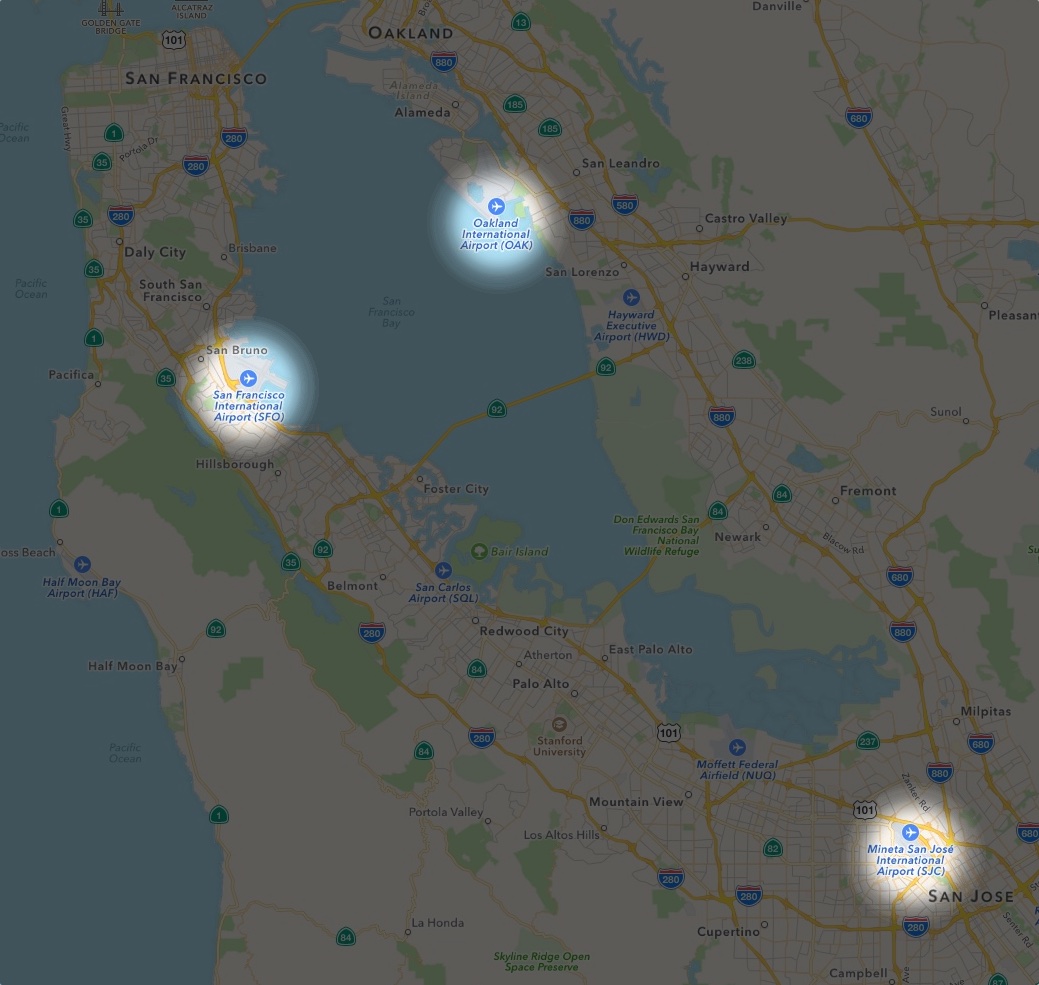 GOLDEN GATE
BRIDGE
ALCATRAZ
ISLAND
101
OAKLAND
13
Danville
SAN FRANCISCO
880
Alameda
Island
Alameda
185
185
680
Pacific
Ocean
Great Hwy
1
Portola Dr
280
35
280
San Leandro
35
280
Oakland
International
Airport (OAK)
880
580
Castro Valley
Daly City
Brisbane
35
San Lorenzo
Hayward
Pacific
Ocean
South San
Francisco
San
Francisco
Bay
Hayward
Executive
Airport (HWD)
Pleasant
1
San Bruno
238
92
Pacifica
35
San Francisco
International
Airport (SFO)
92
880
Sunol
Hillsborough
Foster City
84
Fremont
1
84
Don Edwards San
Francisco Bay
National
Wildlife Refuge
Newark
Blacow Rd
oss Beach
Half Moon Bay
Airport (HAF)
35
92
Bair Island
Su
Belmont
San Carlos
Airport (SQL)
680
92
280
Redwood City
880
Half Moon Bay
84
Atherton
East Palo Alto
Palo Alto
Milpitas
Pacific
Ocean
84
280
Stanford
University
101
Moffett Federal
Airfield (NUQ)
237
680
880
Zanker Rd
1
Portola Valley
Mountain View
101
Los Altos Hills
82
Mineta San José
International
Airport (SJC)
680
280
280
SAN JOSE
La Honda
84
Cupertino
280
Senter Rd
Skyline Ridge Open
Space Preserve
Campbell
Ave
Ave
87